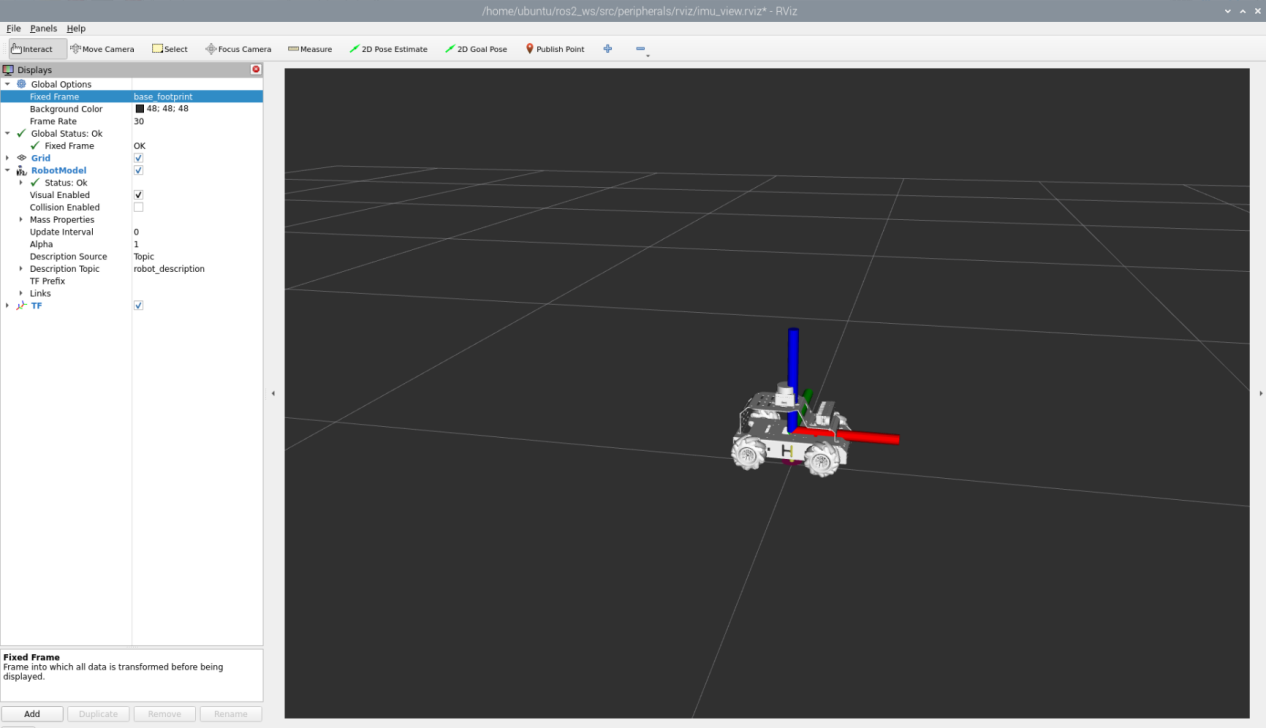 /home/ubuntu/ros2_ws/src/peripherals/rviz/imu_view.rviz* - RViz
File Panels Help
Interact Move Camera Select Focus Camera Measure 2D Pose Estimate 2D Goal Pose Publish Point
Displays
Global Options
Fixed Frame base_footprint
Background Color 48; 48; 48
Frame Rate 30
Global Status: Ok
Fixed Frame OK
Grid
RobotModel
Status: Ok
Visual Enabled
Collision Enabled
Mass Properties
Update Interval 0
Alpha 1
Description Source Topic
Description Topic robot_description
TF Prefix
Links
TF
Fixed Frame
Frame into which all data is transformed before being
displayed.
Add Duplicate Remove Rename